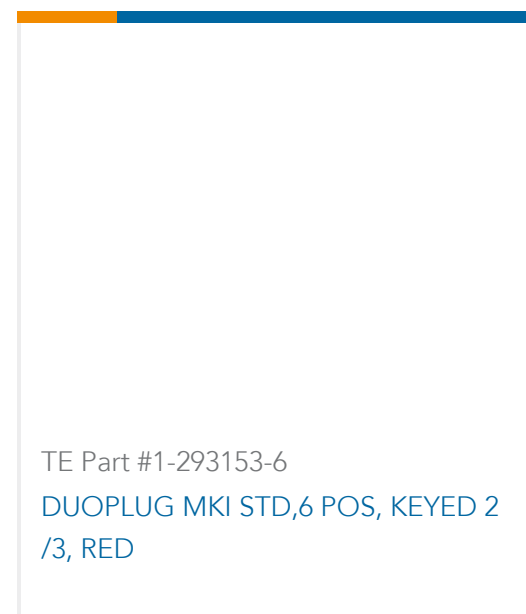 TE Part #1-293153-6
DUOPLUG MKI STD,6 POS, KEYED 2
/3, RED